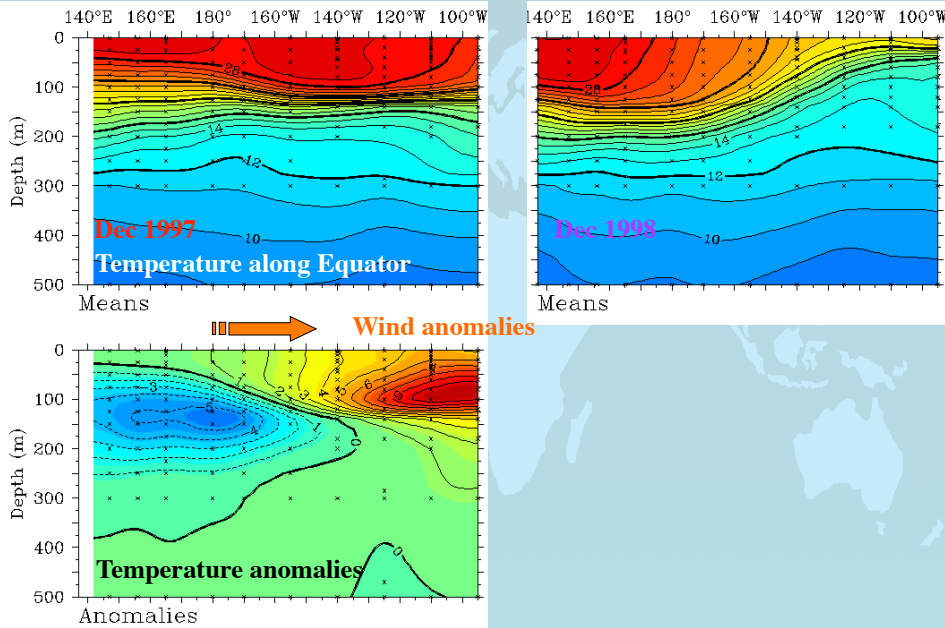 140°E 160°E 180° 160°W 140°W 120°W 100°W
140°E 160°E 180° 160°W 140°W 120°W 100°W
0
100
200
300
400
500
Depth (m)
28
14
12
10
Dec 1997
Temperature along Equator
Means
28
14
12
10
Dec 1998
Means
Wind anomalies
0
100
200
300
400
500
Depth (m)
3
5
4
1
2
3
4
6
0
0
Temperature anomalies
Anomalies